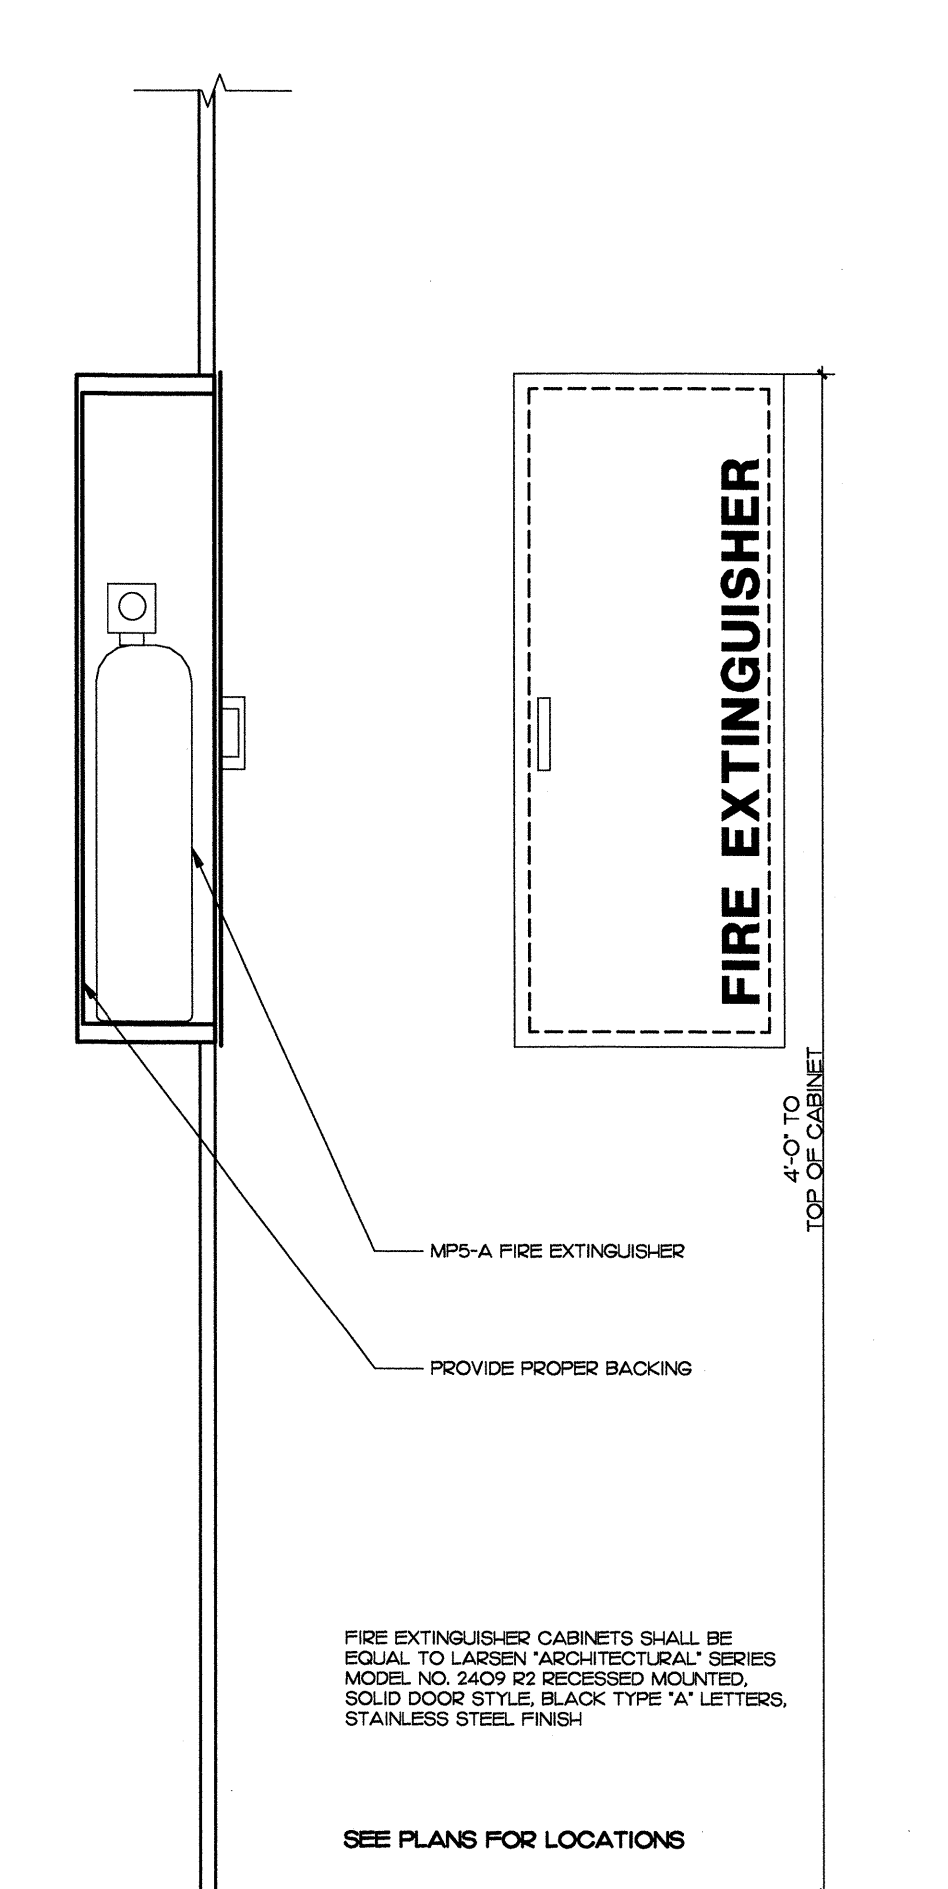 FIRE EXTINGUISHER
4'-0" TO
TOP OF CABINET
MP5-A FIRE EXTINGUISHER
PROVIDE PROPER BACKING
FIRE EXTINGUISHER CABINETS SHALL BE
EQUAL TO LARSEN "ARCHITECTURAL" SERIES
MODEL NO. 2409 R2 RECESSED MOUNTED,
SOLID DOOR STYLE, BLACK TYPE "A" LETTERS,
STAINLESS STEEL FINISH
SEE PLANS FOR LOCATIONS